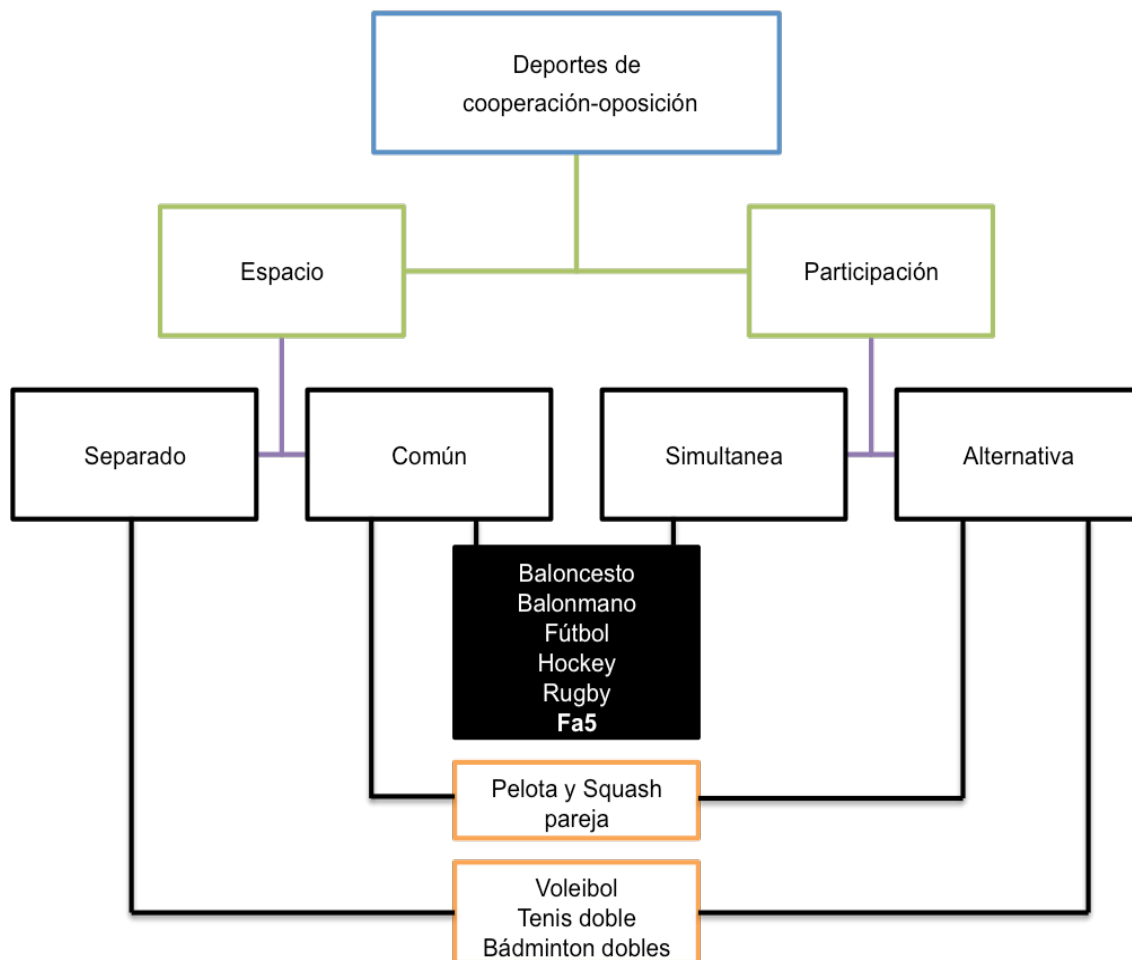 Deportes de
cooperación-oposición
Espacio
Participación
Separado
Común
Simultanea
Alternativa
Baloncesto
Balonmano
Fútbol
Hockey
Rugby
Fa5
Pelota y Squash
pareja
Voleibol
Tenis doble
Bádminton dobles